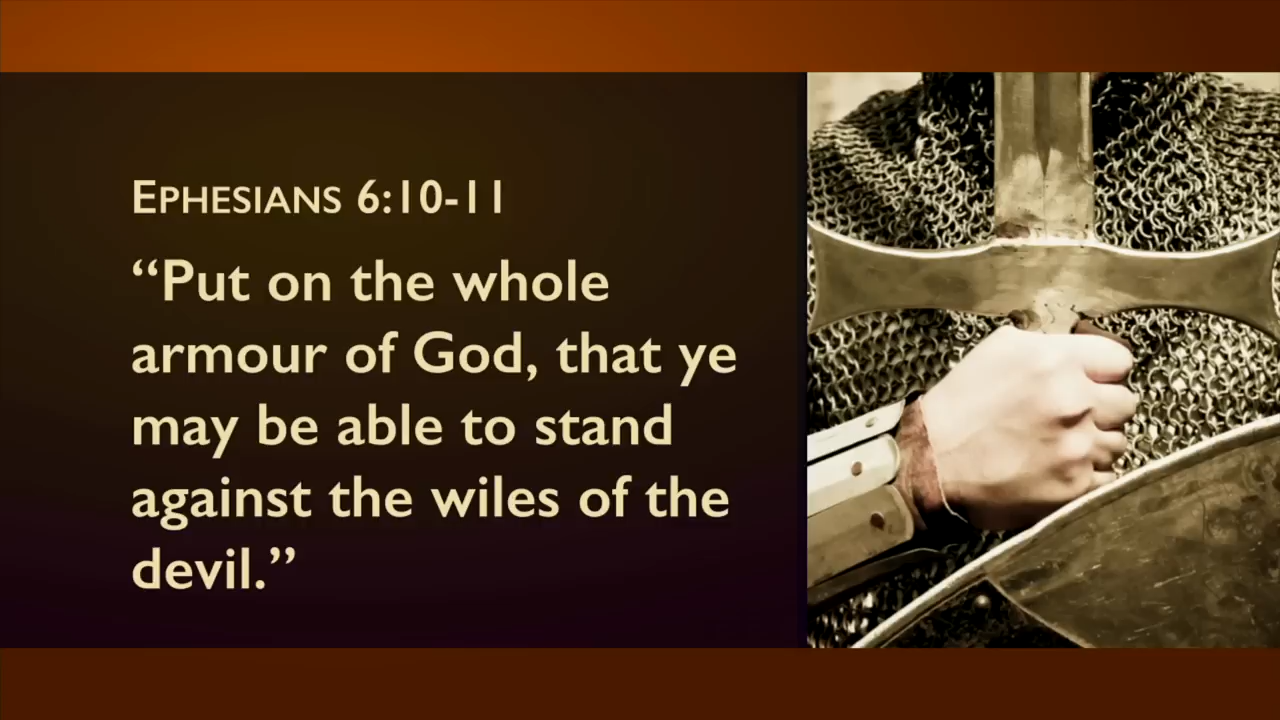 EPHESIANS 6:10-11
“Put on the whole
armour of God, that ye
may be able to stand
against the wiles of the
devil.”